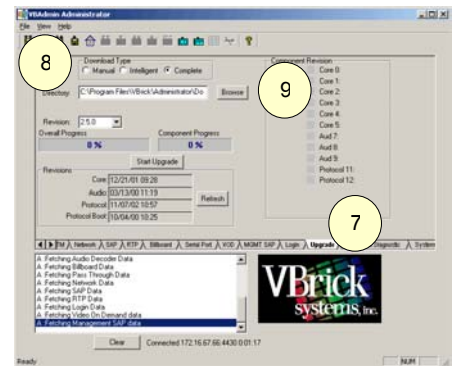 VBAdmin Administrator
File View Help
8
Download Type
Manual Intelligent Complete
Directory: C:\Program Files\VBrick\Administrator\Do Browse
Revision: 2.5.0
Overall Progress Component Progress
0 % 0 %
Start Upgrade
Revisions
Core: 12/21/01 09:28
Audio: 03/13/00 11:19
Protocol: 11/07/02 10:57
Protocol Boot: 10/04/00 10:25
Refresh
Component Revision
9
Core 0:
Core 1:
Core 2:
Core 3:
Core 4:
Core 5:
Aud 7:
Aud 8:
Aud 9:
Protocol 11:
Protocol 12:
7
TM Network SAP RTP Billboard Serial Port VOD MGMT SAP Login Upgrade Diagnostic System
A: Fetching Audio Decoder Data
A: Fetching Billboard Data
A: Fetching Pass Through Data
A: Fetching Network Data
A: Fetching SAP Data
A: Fetching RTP Data
A: Fetching Login Data
A: Fetching Video On Demand data
A: Fetching Management SAP data
VBrick
systems, inc.
Clear Connected 172.16.67.66:4430 0:01:17
Ready NUM